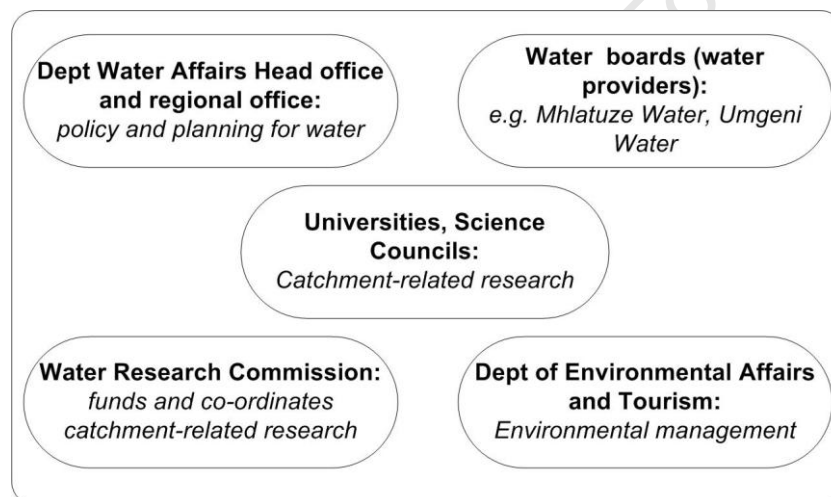 Dept Water Affairs Head office
and regional office:
policy and planning for water
Water boards (water
providers):
e.g. Mhlatuze Water, Umgeni
Water
Universities, Science
Councils:
Catchment-related research
Water Research Commission:
funds and co-ordinates
catchment-related research
Dept of Environmental Affairs
and Tourism:
Environmental management